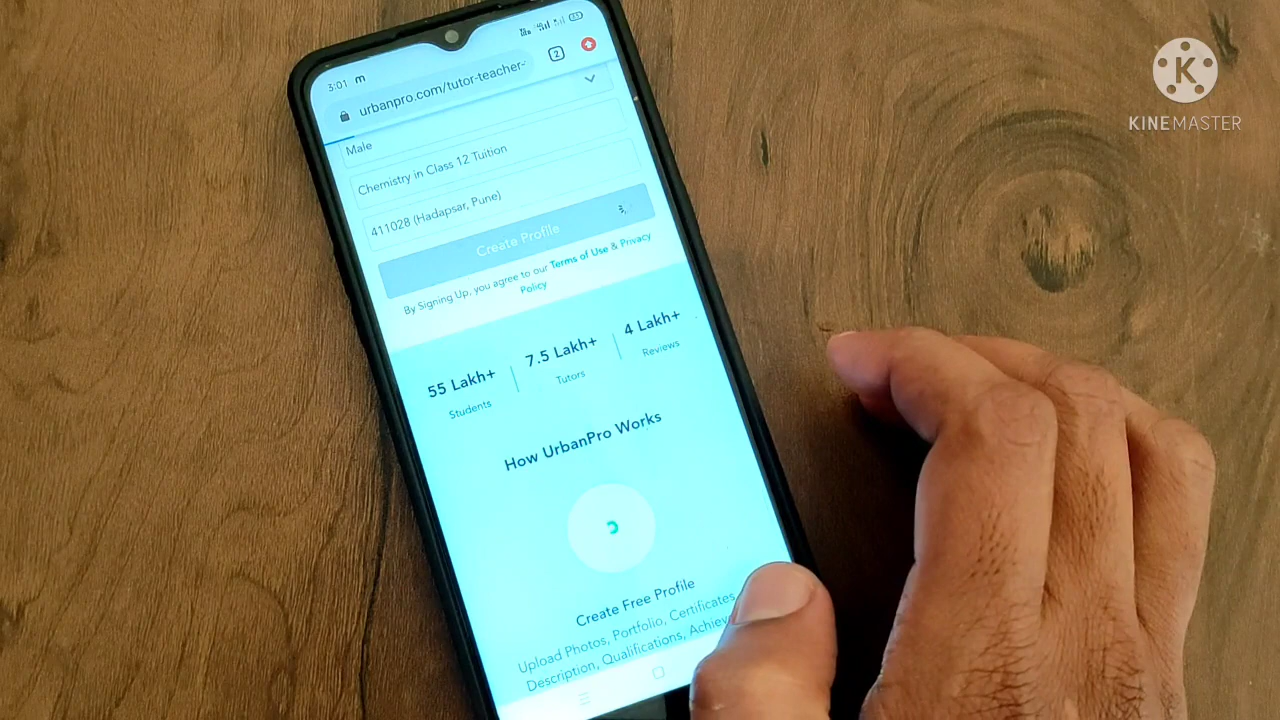 3:01 m
2
urbanpro.com/tutor-teacher-
Male
Chemistry in Class 12 Tuition
411028 (Hadapsar, Pune)
Create Profile
By Signing Up, you agree to our Terms of Use & Privacy
Policy
55 Lakh+ 7.5 Lakh+ 4 Lakh+
Students Tutors Reviews
How UrbanPro Works
Create Free Profile
Upload Photos, Portfolio, Certificates,
Description, Qualifications, Achiev
K
KINEMASTER